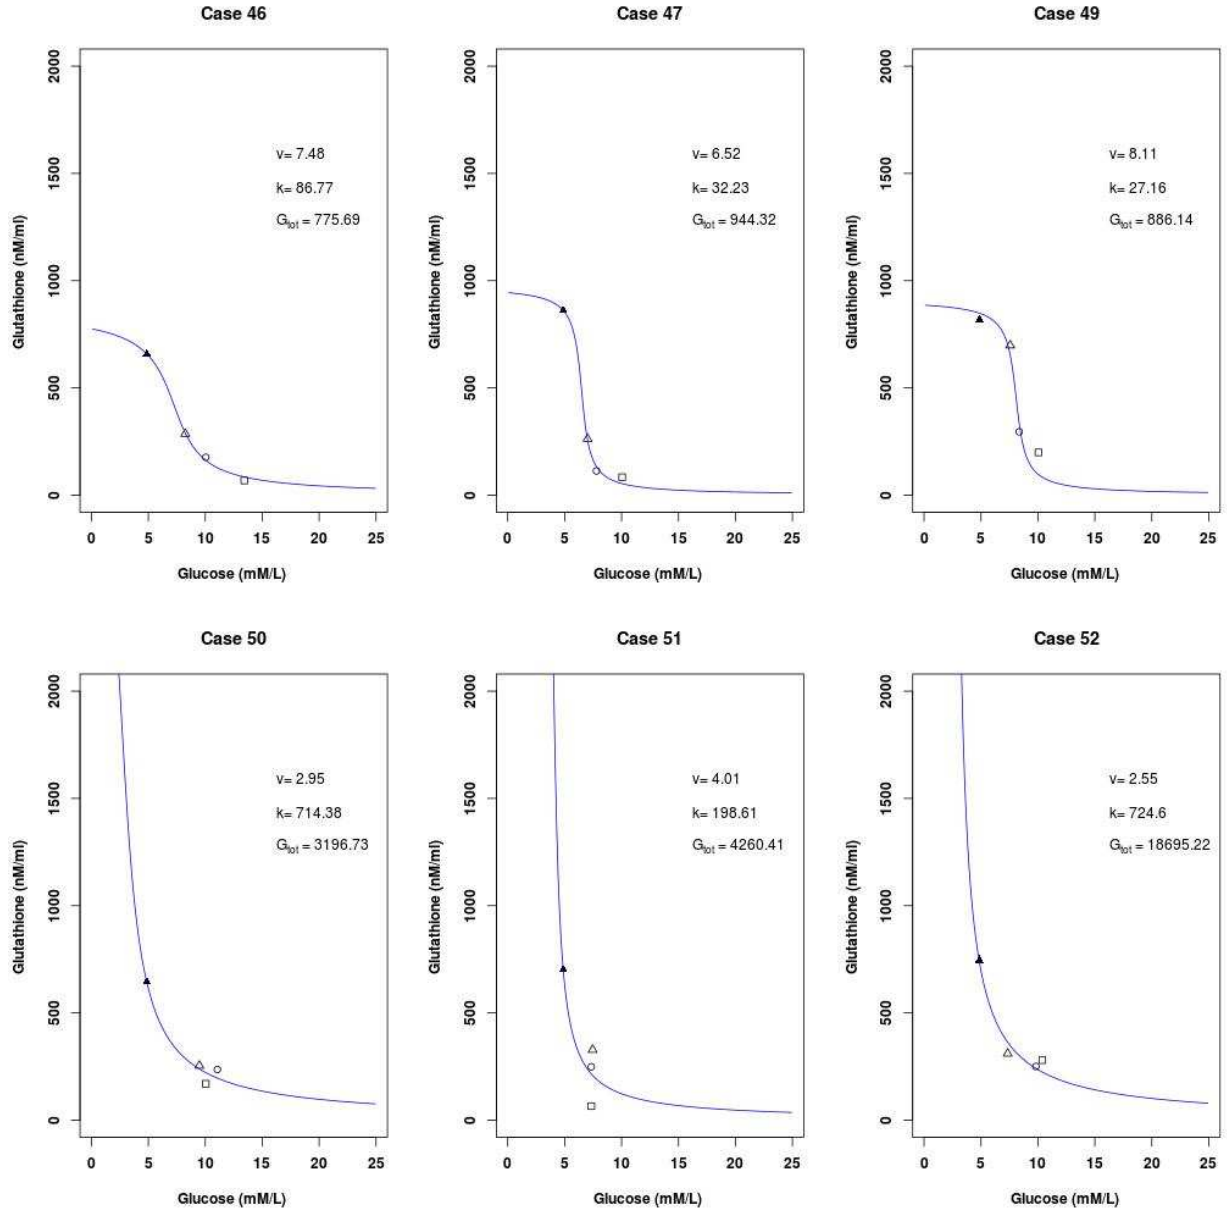 Case 46
Glutathione (nM/ml)
2000
1500
1000
500
0
v= 7.48
k= 86.77
Gtot = 775.69
0 5 10 15 20 25
Glucose (mM/L)
Case 47
Glutathione (nM/ml)
2000
1500
1000
500
0
v= 6.52
k= 32.23
Gtot = 944.32
0 5 10 15 20 25
Glucose (mM/L)
Case 49
Glutathione (nM/ml)
2000
1500
1000
500
0
v= 8.11
k= 27.16
Gtot = 886.14
0 5 10 15 20 25
Glucose (mM/L)
Case 50
Glutathione (nM/ml)
2000
1500
1000
500
0
v= 2.95
k= 714.38
Gtot = 3196.73
0 5 10 15 20 25
Glucose (mM/L)
Case 51
Glutathione (nM/ml)
2000
1500
1000
500
0
v= 4.01
k= 198.61
Gtot = 4260.41
0 5 10 15 20 25
Glucose (mM/L)
Case 52
Glutathione (nM/ml)
2000
1500
1000
500
0
v= 2.55
k= 724.6
Gtot = 18695.22
0 5 10 15 20 25
Glucose (mM/L)